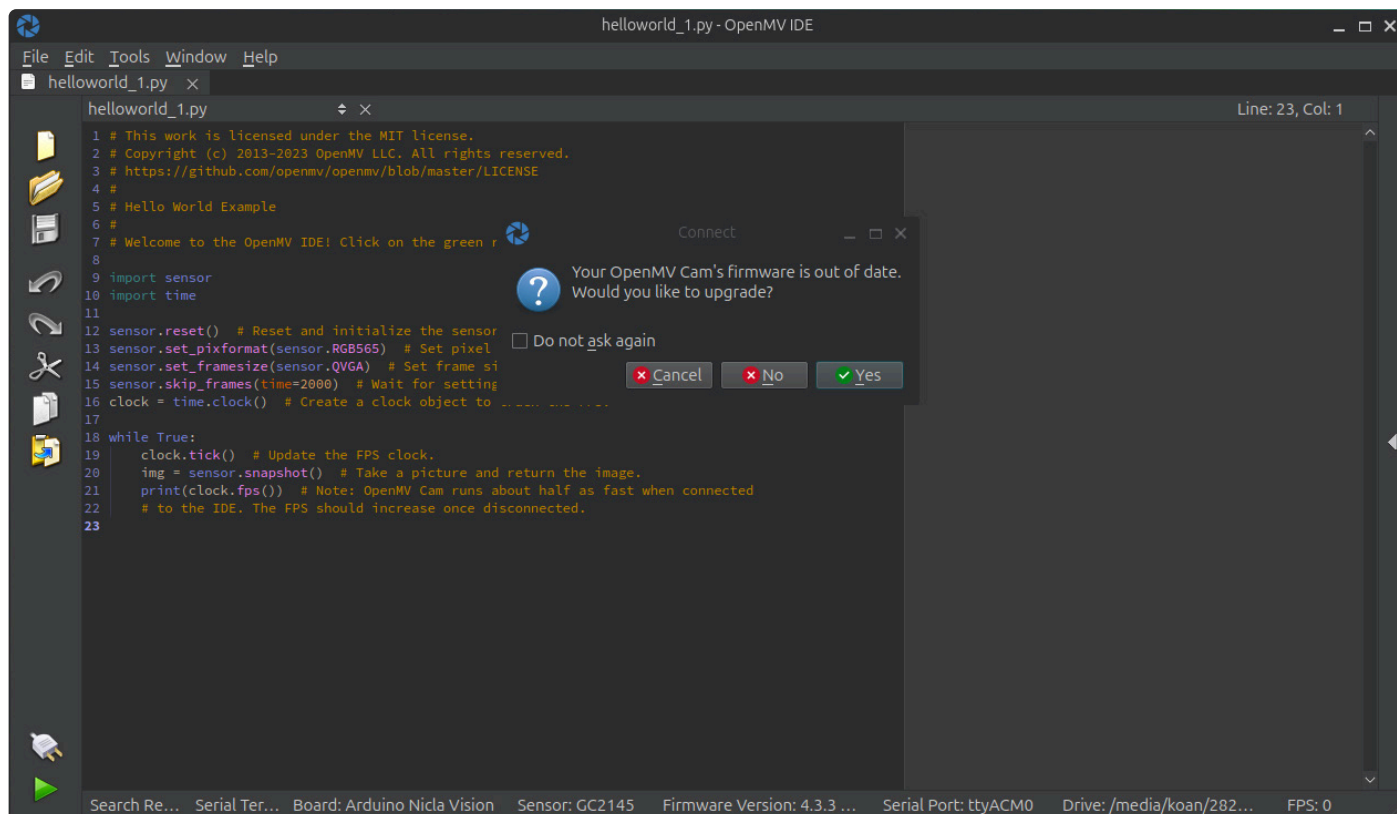 helloworld_1.py - OpenMV IDE
File Edit Tools Window Help
helloworld_1.py
helloworld_1.py Line: 23, Col: 1
1 # This work is licensed under the MIT license.
2 # Copyright (c) 2013-2023 OpenMV LLC. All rights reserved.
3 # https://github.com/openmv/openmv/blob/master/LICENSE
4 #
5 # Hello World Example
6 #
7 # Welcome to the OpenMV IDE! Click on the green
8
9 import sensor
10 import time
11
12 sensor.reset()  # Reset and initialize the sensor
13 sensor.set_pixformat(sensor.RGB565)  # Set pixel
14 sensor.set_framesize(sensor.QVGA)  # Set frame
15 sensor.skip_frames(time=2000)  # Wait for setting
16 clock = time.clock()  # Create a clock object to
17
18 while True:
19     clock.tick()  # Update the FPS clock.
20     img = sensor.snapshot()  # Take a picture and return the image.
21     print(clock.fps())  # Note: OpenMV Cam runs about half as fast when connected
22     # to the IDE. The FPS should increase once disconnected.
23
Connect
Your OpenMV Cam's firmware is out of date.
Would you like to upgrade?
Do not ask again
Cancel No Yes
Search Re... Serial Ter... Board: Arduino Nicla Vision Sensor: GC2145 Firmware Version: 4.3.3 ... Serial Port: ttyACM0 Drive: /media/koan/282... FPS: 0